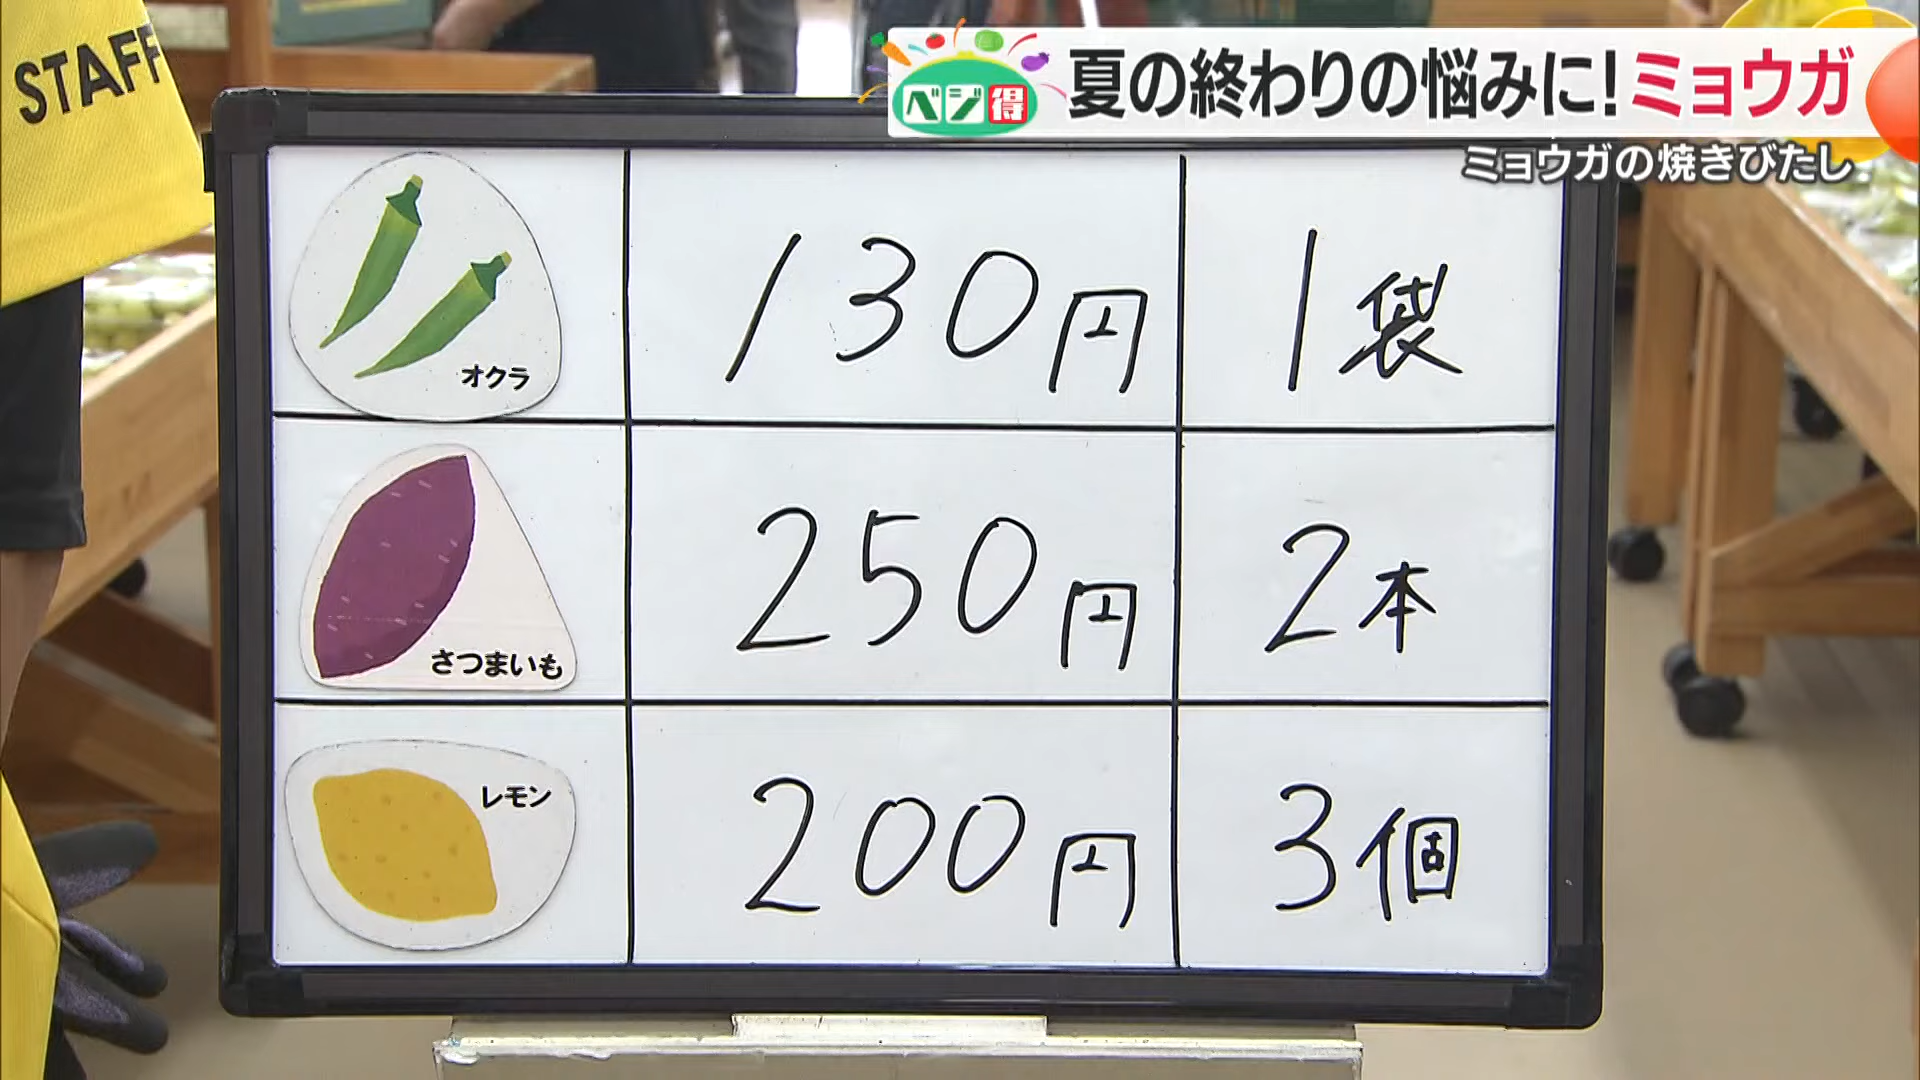 STAFF
ベジ得
夏の終わりの悩みに!ミョウガ
ミョウガの焼きびたし
オクラ 130円 1袋
さつまいも 250円 2本
レモン 200円 3個